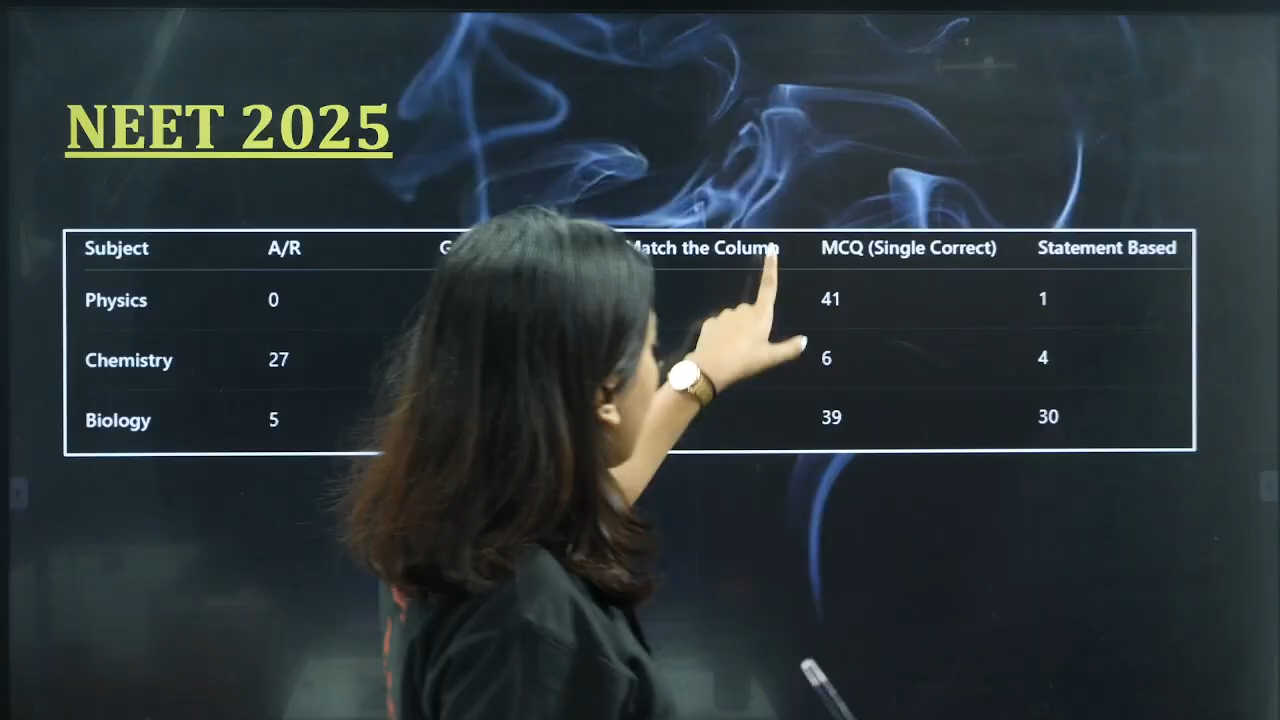 NEET 2025
Subject A/R Match the Column MCQ (Single Correct) Statement Based
Physics 0 41 1
Chemistry 27 6 4
Biology 5 39 30